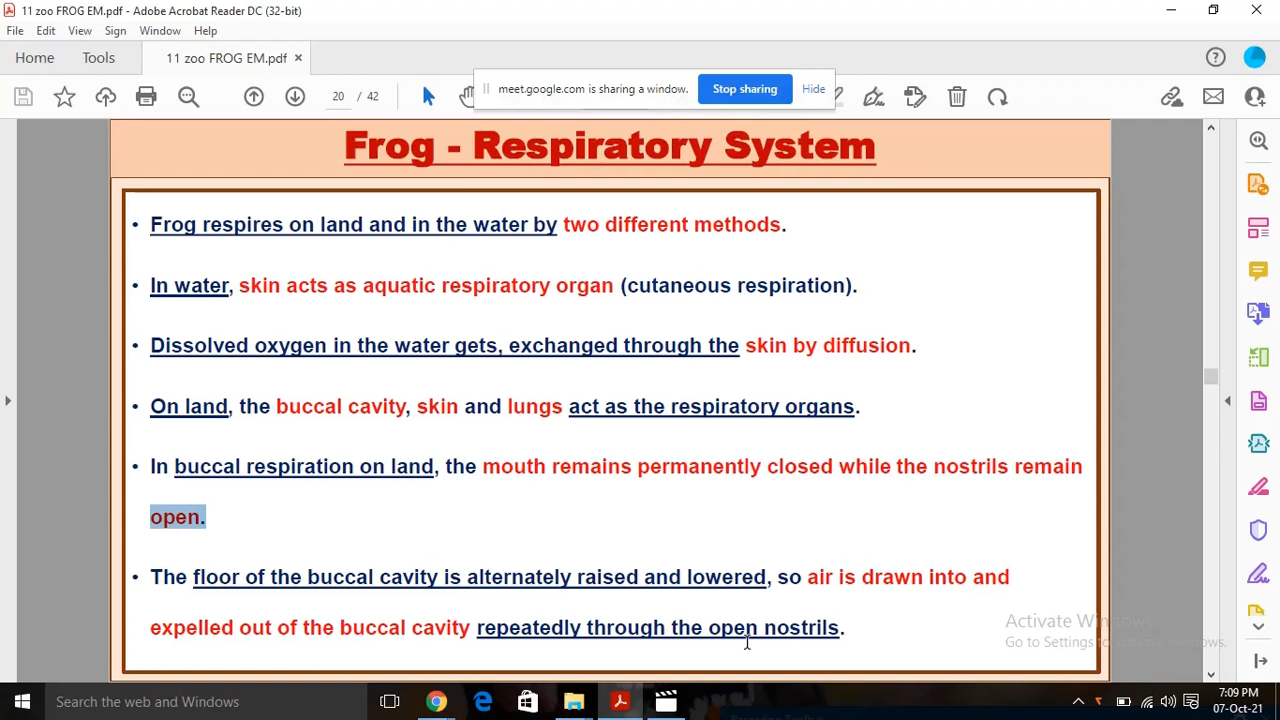 11 zoo FROG EM.pdf - Adobe Acrobat Reader DC (32-bit)
File Edit View Sign Window Help
Home Tools 11 zoo FROG EM.pdf ×
meet.google.com is sharing a window. Stop sharing Hide
20 / 42
Frog - Respiratory System
• Frog respires on land and in the water by two different methods.
• In water, skin acts as aquatic respiratory organ (cutaneous respiration).
• Dissolved oxygen in the water gets, exchanged through the skin by diffusion.
• On land, the buccal cavity, skin and lungs act as the respiratory organs.
• In buccal respiration on land, the mouth remains permanently closed while the nostrils remain
open.
• The floor of the buccal cavity is alternately raised and lowered, so air is drawn into and
expelled out of the buccal cavity repeatedly through the open nostrils.
Activate Windows
Go to Settings to activate Windows.
Search the web and Windows
7:09 PM
07-Oct-21